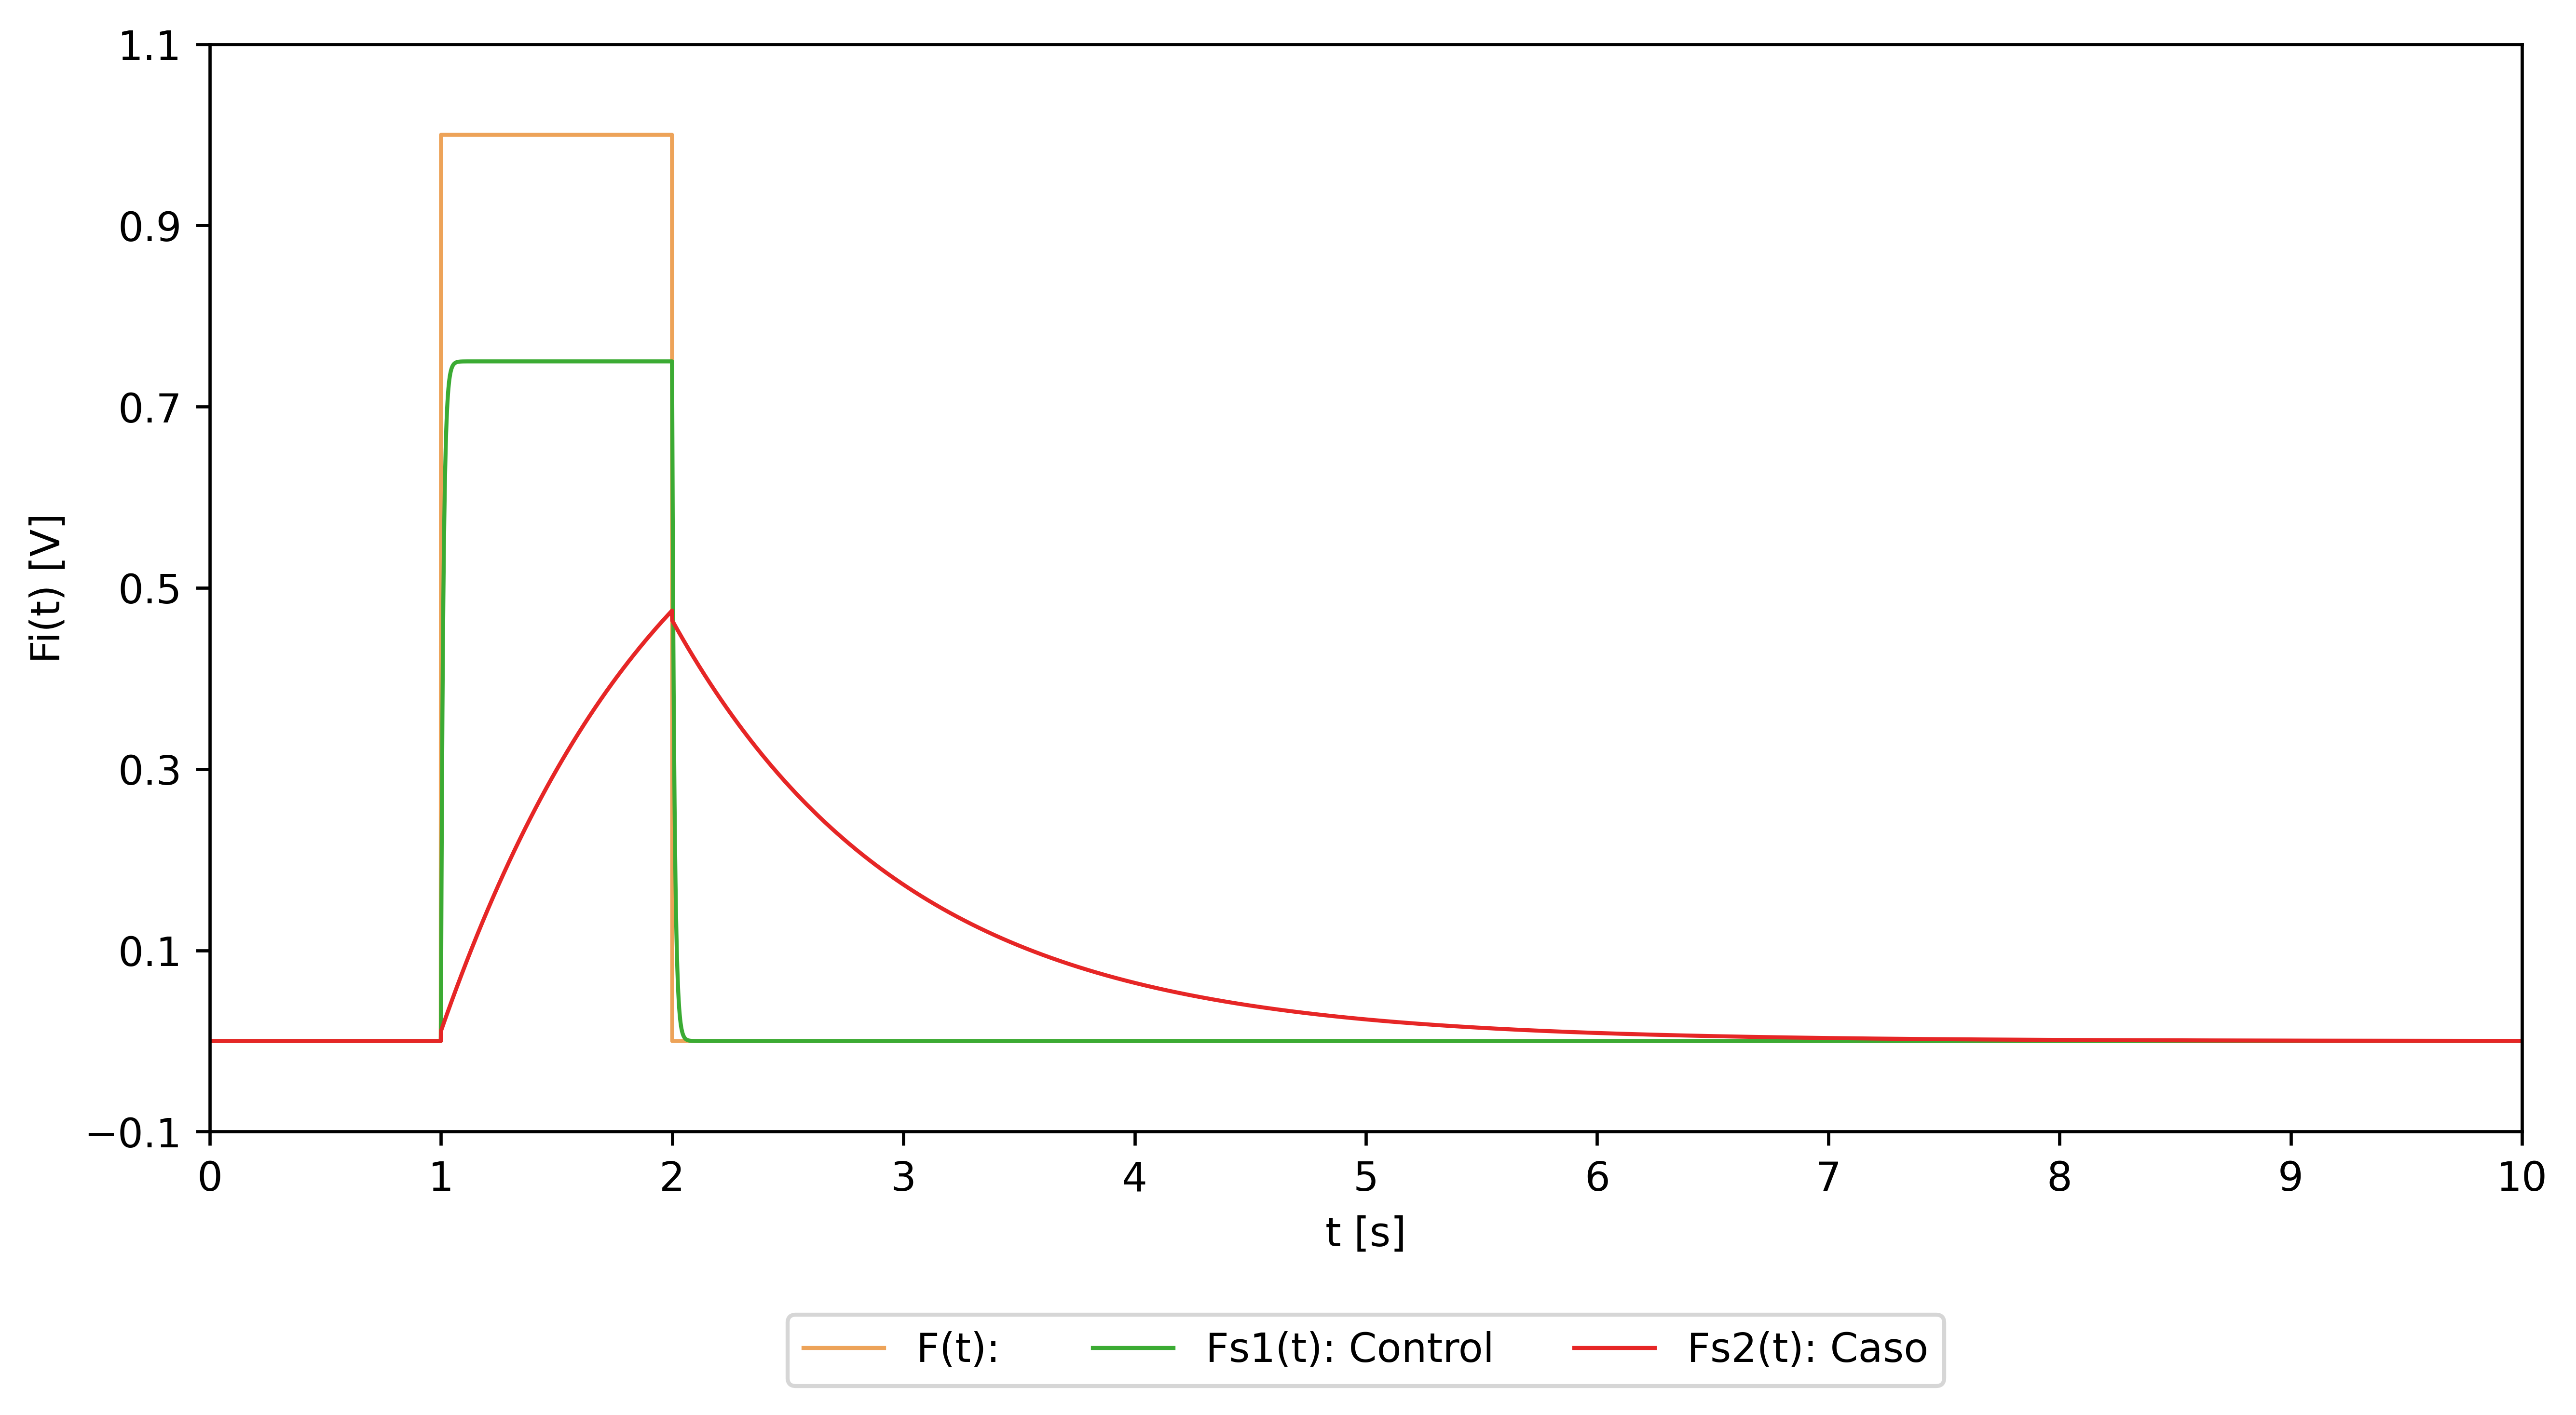 1.1
0.9
0.7
0.5
0.3
0.1
−0.1
Fi(t) [V]
0 1 2 3 4 5 6 7 8 9 10
t [s]
F(t): Fs1(t): Control Fs2(t): Caso